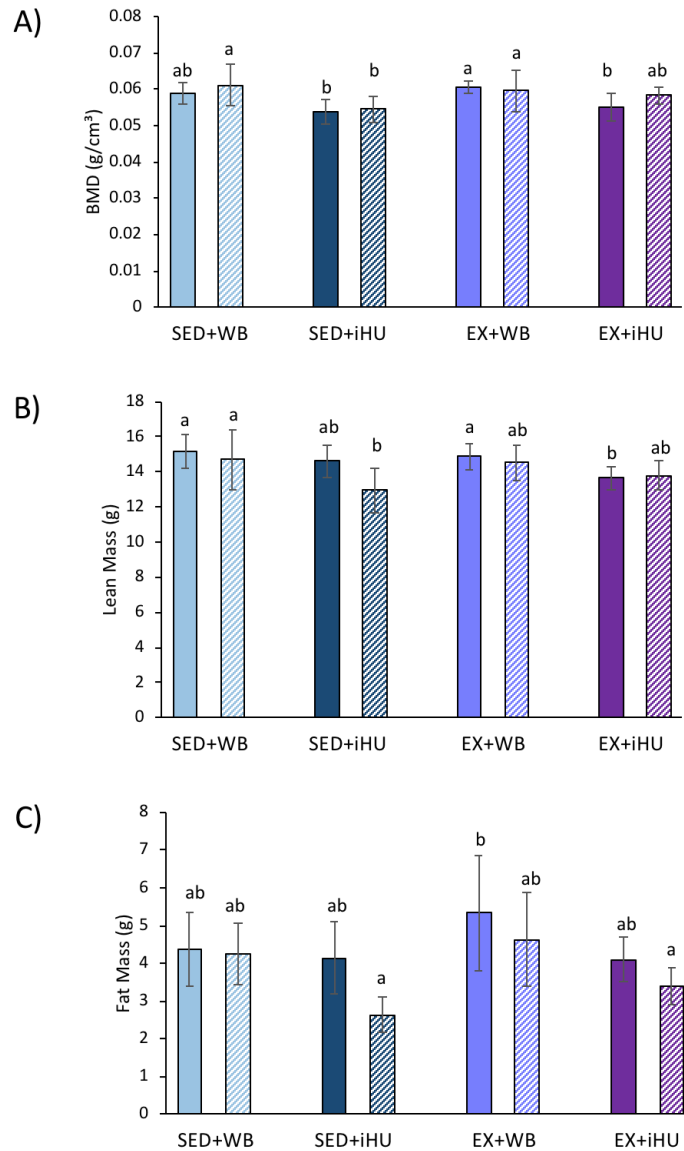 A)
BMD (g/cm³)
0.08
0.07
0.06
0.05
0.04
0.03
0.02
0.01
0
ab a b b a a b ab
SED+WB SED+iHU EX+WB EX+iHU
B)
Lean Mass (g)
18
16
14
12
10
8
6
4
2
0
a a ab b a ab b ab
SED+WB SED+iHU EX+WB EX+iHU
C)
Fat Mass (g)
8
7
6
5
4
3
2
1
0
ab ab ab a b ab ab a
SED+WB SED+iHU EX+WB EX+iHU